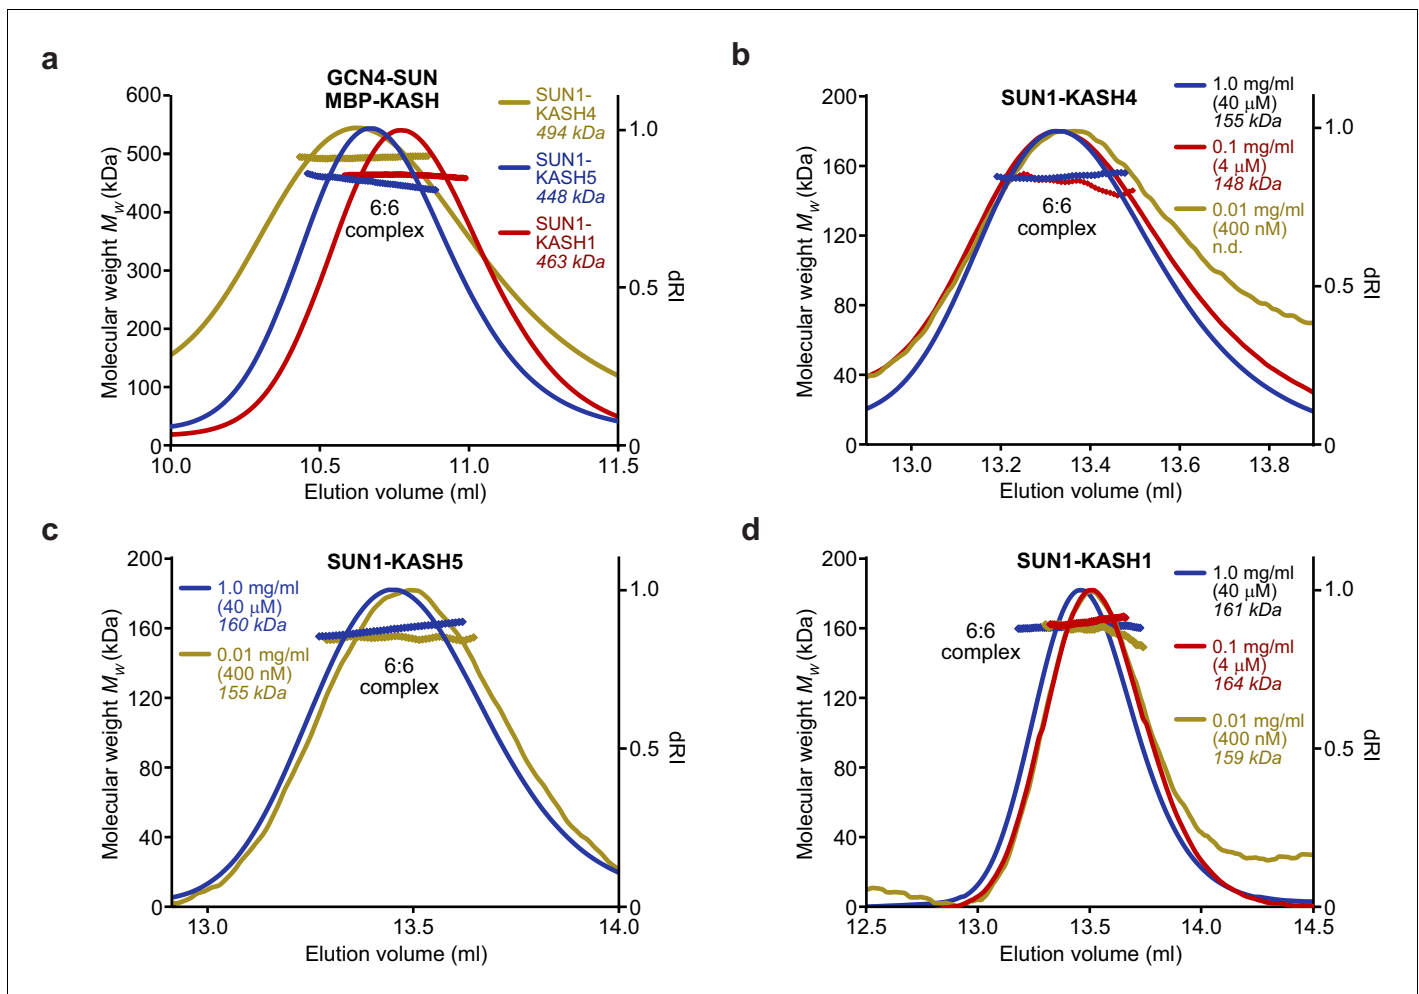 a
GCN4-SUN
MBP-KASH
600
500
400
300
200
100
0
Molecular weight Mw (kDa)
SUN1-
KASH4
494 kDa
SUN1-
KASH5
448 kDa
SUN1-
KASH1
463 kDa
6:6
complex
1.0
0.5
0
dRI
10.0
10.5
11.0
11.5
Elution volume (ml)
b
SUN1-KASH4
200
160
120
80
40
0
Molecular weight Mw (kDa)
1.0 mg/ml
(40 μM)
155 kDa
0.1 mg/ml
(4 μM)
148 kDa
0.01 mg/ml
(400 nM)
n.d.
6:6
complex
1.0
0.5
0
dRI
13.0
13.2
13.4
13.6
13.8
Elution volume (ml)
c
SUN1-KASH5
200
160
120
80
40
0
Molecular weight Mw (kDa)
1.0 mg/ml
(40 μM)
160 kDa
0.01 mg/ml
(400 nM)
155 kDa
6:6
complex
1.0
0.5
0
dRI
13.0
13.5
14.0
Elution volume (ml)
d
SUN1-KASH1
200
160
120
80
40
0
Molecular weight Mw (kDa)
6:6
complex
1.0 mg/ml
(40 μM)
161 kDa
0.1 mg/ml
(4 μM)
164 kDa
0.01 mg/ml
(400 nM)
159 kDa
1.0
0.5
0
dRI
12.5
13.0
13.5
14.0
14.5
Elution volume (ml)